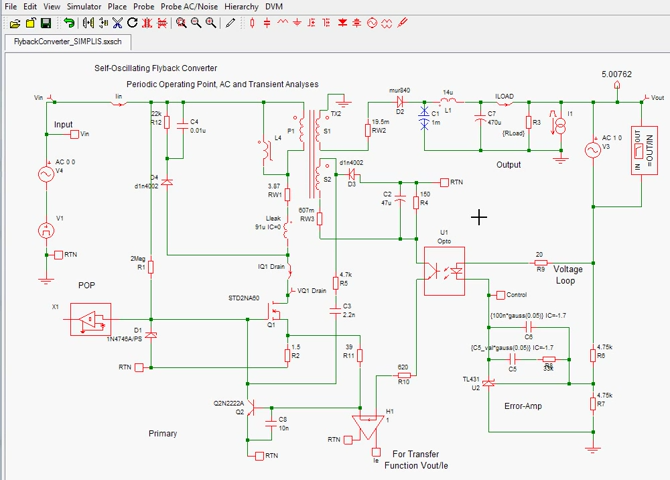 File Edit View Simulator Place Probe Probe AC/Noise Hierarchy DVM
FlybackConverter_SIMPLIS.sxsch
Self-Oscillating Flyback Converter
Periodic Operating Point, AC and Transient Analyses
5.00762
Vin
Iin
22k
R12
C4
0.01u
L4
P1
S1
TX2
mur840
D2
19.5m
RW2
C1
1m
14u
L1
C7
470u
ILOAD
R3
{RLoad}
I1
Vout
AC 1 0
V3
IN
OUT
=OUT/IN
Input
Vin
AC 0 0
V4
V1
RTN
D4
d1n4002
3.87
RW1
Lleak
91u IC=0
IQ1 Drain
VQ1 Drain
S2
607m
RW3
d1n4002
D3
C2
47u
150
R4
RTN
Output
U1
Opto
20
R9
Voltage
Loop
POP
X1
2Meg
R1
D1
1N4746A/PS
RTN
STD2NA60
Q1
1.5
R2
4.7k
R5
C3
2.2n
39
R11
620
R10
Control
{100n*gauss(0.05)} IC=-1.7
C6
{C5_val*gauss(0.05)} IC=-1.7
C5
33k
TL431
U2
4.75k
R6
4.75k
R7
Error-Amp
Q2N2222A
Q2
C8
10n
RTN
H1
1
RTN
Ie
Primary
For Transfer
Function Vout/Ie